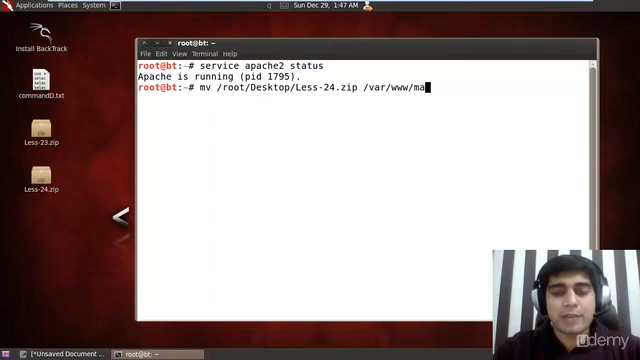 Applications Places System
Sun Dec 29, 1:47 AM
Install BackTrack
commandD.txt
Less-23.zip
Less-24.zip
root@bt: ~
File Edit View Terminal Help
root@bt:~# service apache2 status
Apache is running (pid 1795).
root@bt:~# mv /root/Desktop/Less-24.zip /var/www/ma
<
udemy
[*Unsaved Document ...
root@bt: ~